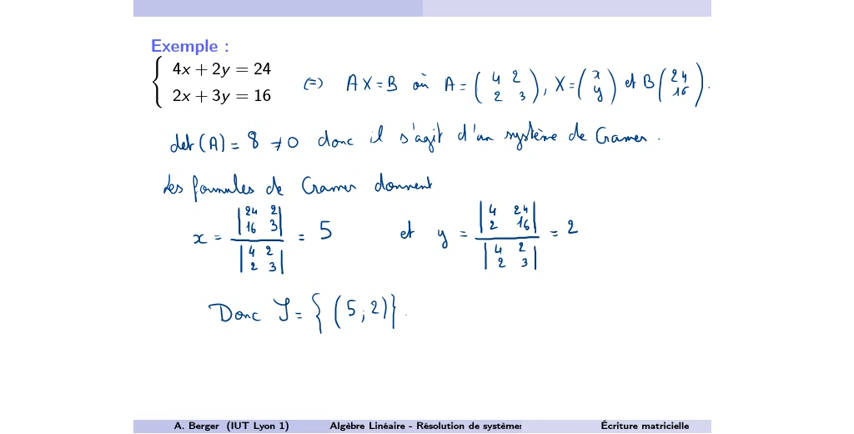 Exemple :
{ 4x + 2y = 24
2x + 3y = 16
(=) AX = B où A = ( 4 2 ; 2 3 ), X = ( x ; y ) et B ( 24 ; 16 ).
det (A) = 8 ≠ 0 donc il s'agit d'un système de Cramer.
Les formules de Cramer donnent
x = | 24 2 ; 16 3 | / | 4 2 ; 2 3 | = 5 et y = | 4 24 ; 2 16 | / | 4 2 ; 2 3 | = 2
Donc S = { (5, 2) }.
A. Berger (IUT Lyon 1) Algèbre Linéaire - Résolution de systèmes Écriture matricielle